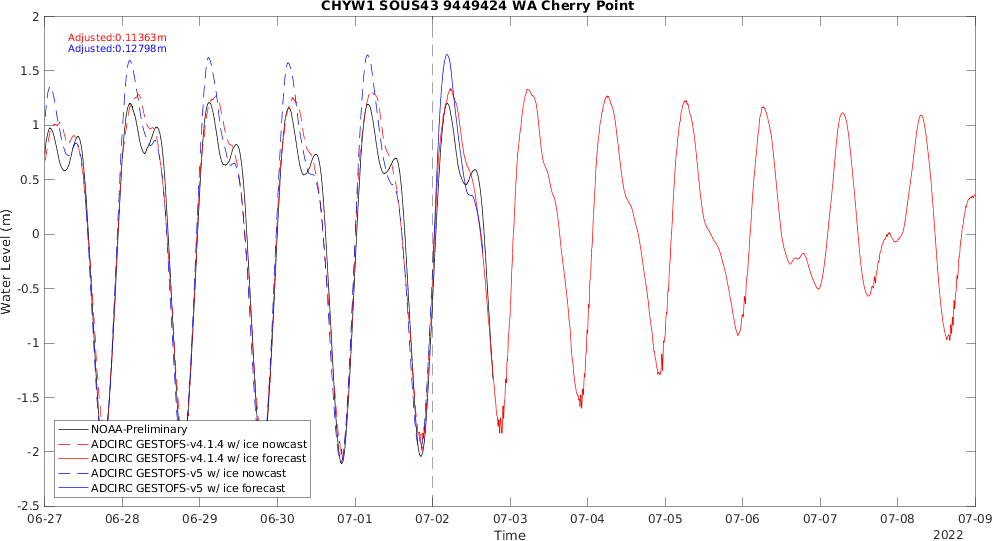 CHYW1 SOUS43 9449424 WA Cherry Point
Adjusted:0.11363m
Adjusted:0.12798m
2
1.5
1
0.5
0
-0.5
-1
-1.5
-2
-2.5
Water Level (m)
NOAA-Preliminary
ADCIRC GESTOFS-v4.1.4 w/ ice nowcast
ADCIRC GESTOFS-v4.1.4 w/ ice forecast
ADCIRC GESTOFS-v5 w/ ice nowcast
ADCIRC GESTOFS-v5 w/ ice forecast
06-27 06-28 06-29 06-30 07-01 07-02 07-03 07-04 07-05 07-06 07-07 07-08 07-09
Time
2022